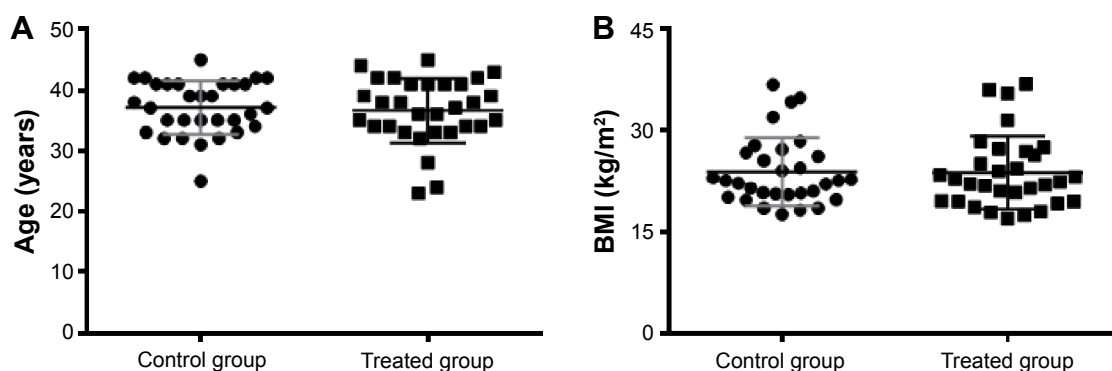 A
Age (years)
50
40
30
20
10
0
Control group
Treated group
B
BMI (kg/m²)
45
30
15
0
Control group
Treated group